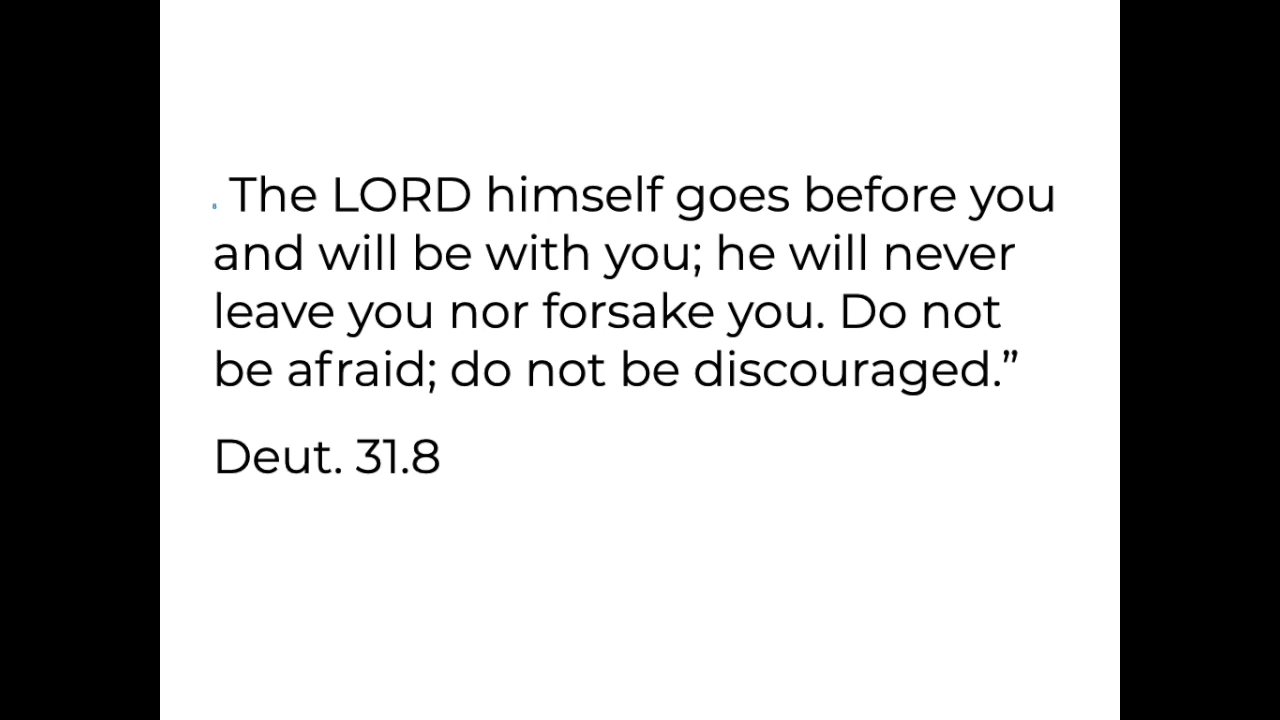 8 The LORD himself goes before you
and will be with you; he will never
leave you nor forsake you. Do not
be afraid; do not be discouraged.”
Deut. 31.8